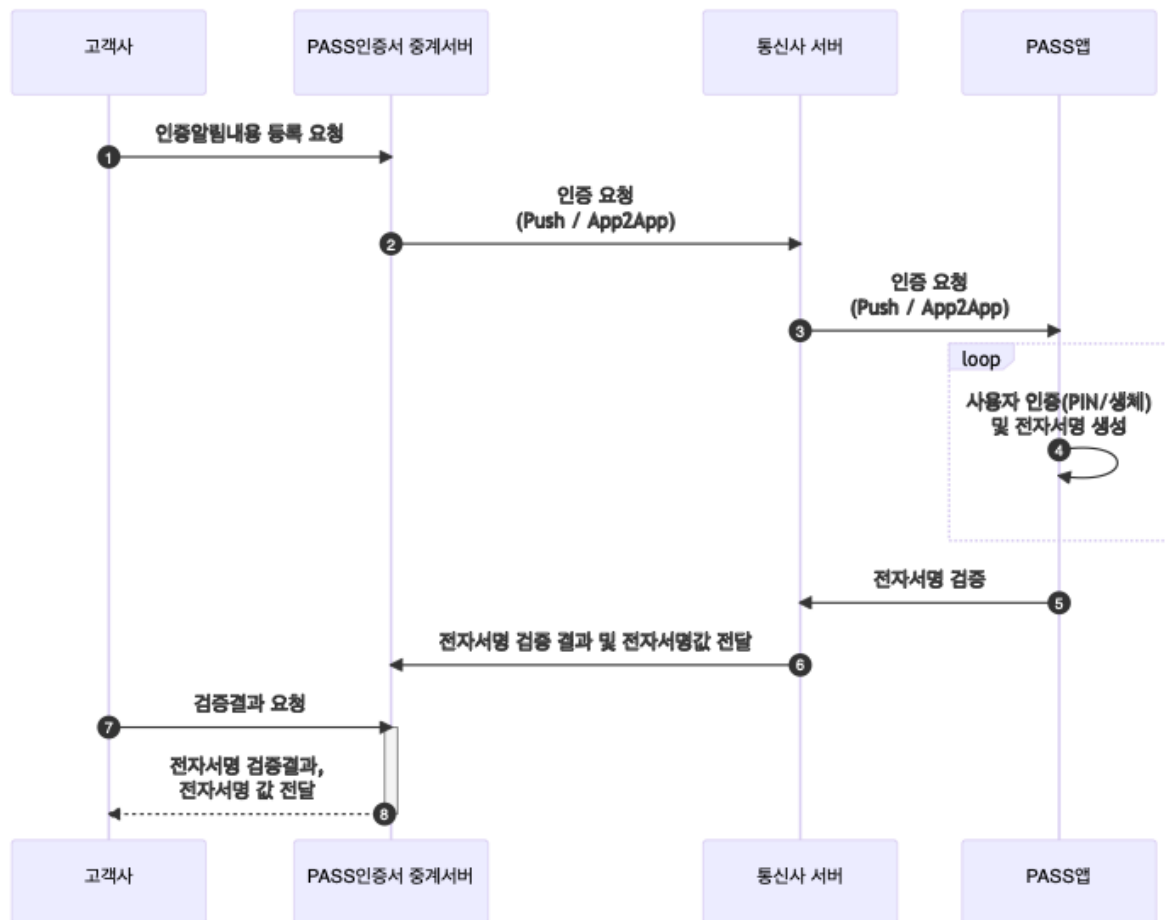 고객사
PASS인증서 중계서버
통신사 서버
PASS앱
인증알림내용 등록 요청
1
인증 요청
(Push / App2App)
2
인증 요청
(Push / App2App)
3
loop
사용자 인증(PIN/생체)
및 전자서명 생성
4
전자서명 검증
5
전자서명 검증 결과 및 전자서명값 전달
6
검증결과 요청
7
전자서명 검증결과,
전자서명 값 전달
8
고객사
PASS인증서 중계서버
통신사 서버
PASS앱